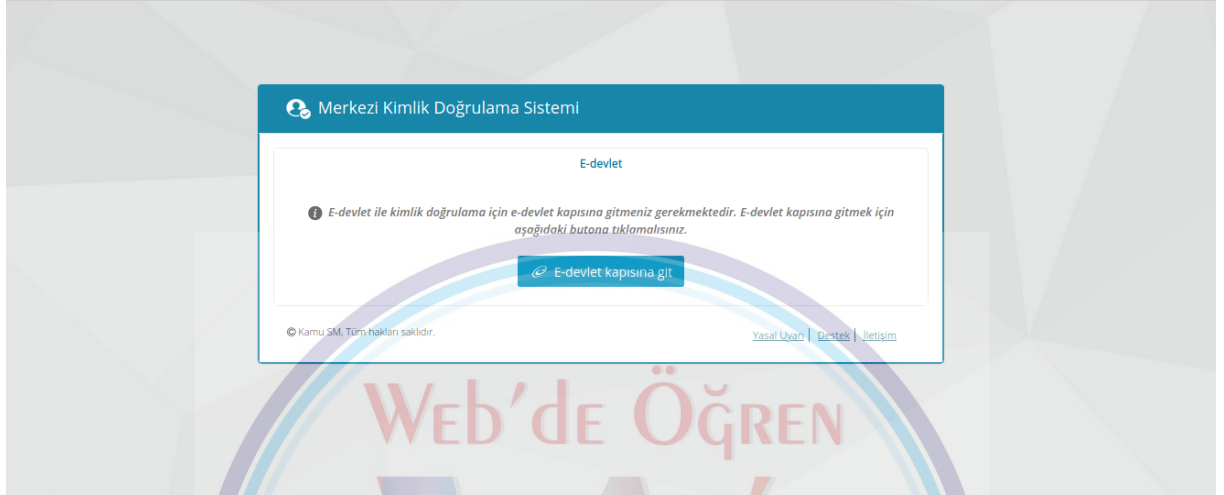 Merkezi Kimlik Doğrulama Sistemi
E-devlet
E-devlet ile kimlik doğrulama için e-devlet kapısına gitmeniz gerekmektedir. E-devlet kapısına gitmek için
aşağıdaki butona tıklamalısınız.
E-devlet kapısına git
© Kamu SM, Tüm hakları saklıdır.
Yasal Uyarı | Destek | İletişim
Web'de Öğren